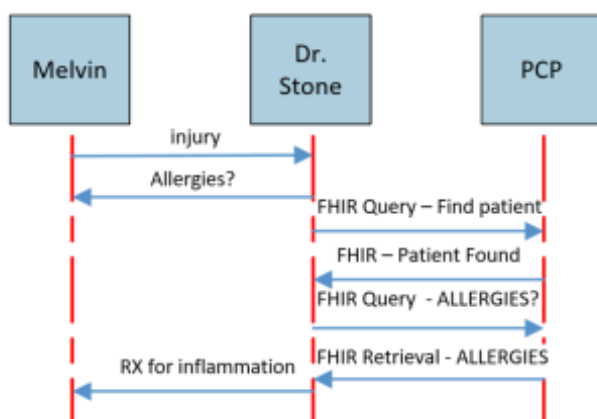 Melvin
Dr.
Stone
PCP
injury
Allergies?
FHIR Query – Find patient
FHIR – Patient Found
FHIR Query - ALLERGIES?
FHIR Retrieval - ALLERGIES
RX for inflammation